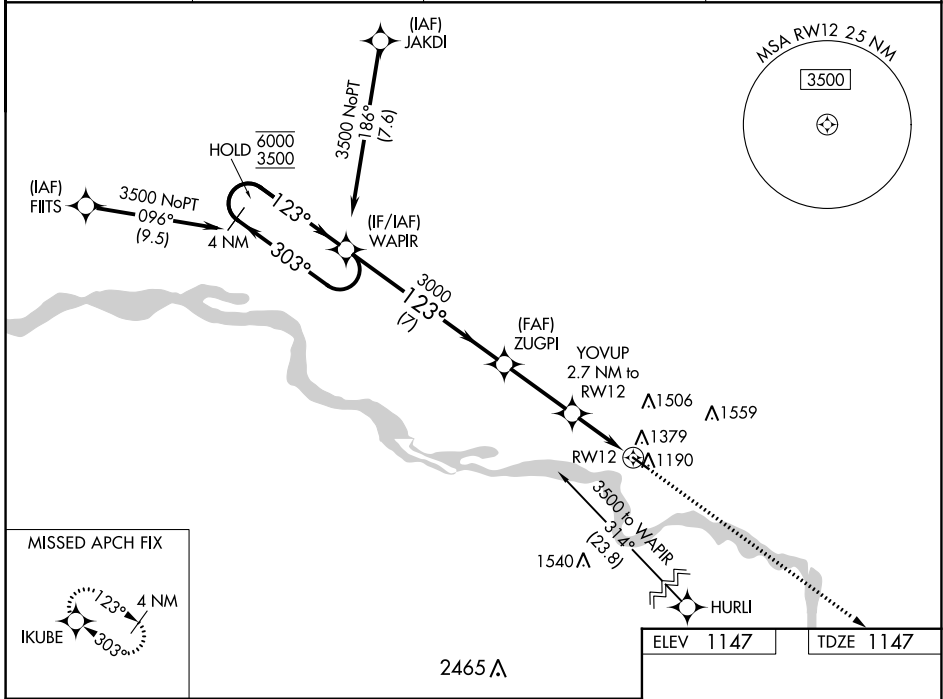 (IAF)
JAKDI
3500 NoPT
186°
(7.6)
MSA RW12 25 NM
3500
HOLD
6000
3500
(IAF)
FIITS
3500 NoPT
096°
(9.5)
4 NM
123°
303°
(IF/IAF)
WAPIR
3000
123°
(7)
(FAF)
ZUGPI
YOVUP
2.7 NM to
RW12
1506
1559
1379
RW12
1190
3500 to WAPIR
314°
(23.8)
1540
HURLI
MISSED APCH FIX
123°
4 NM
IKUBE
303°
2465
ELEV 1147
TDZE 1147